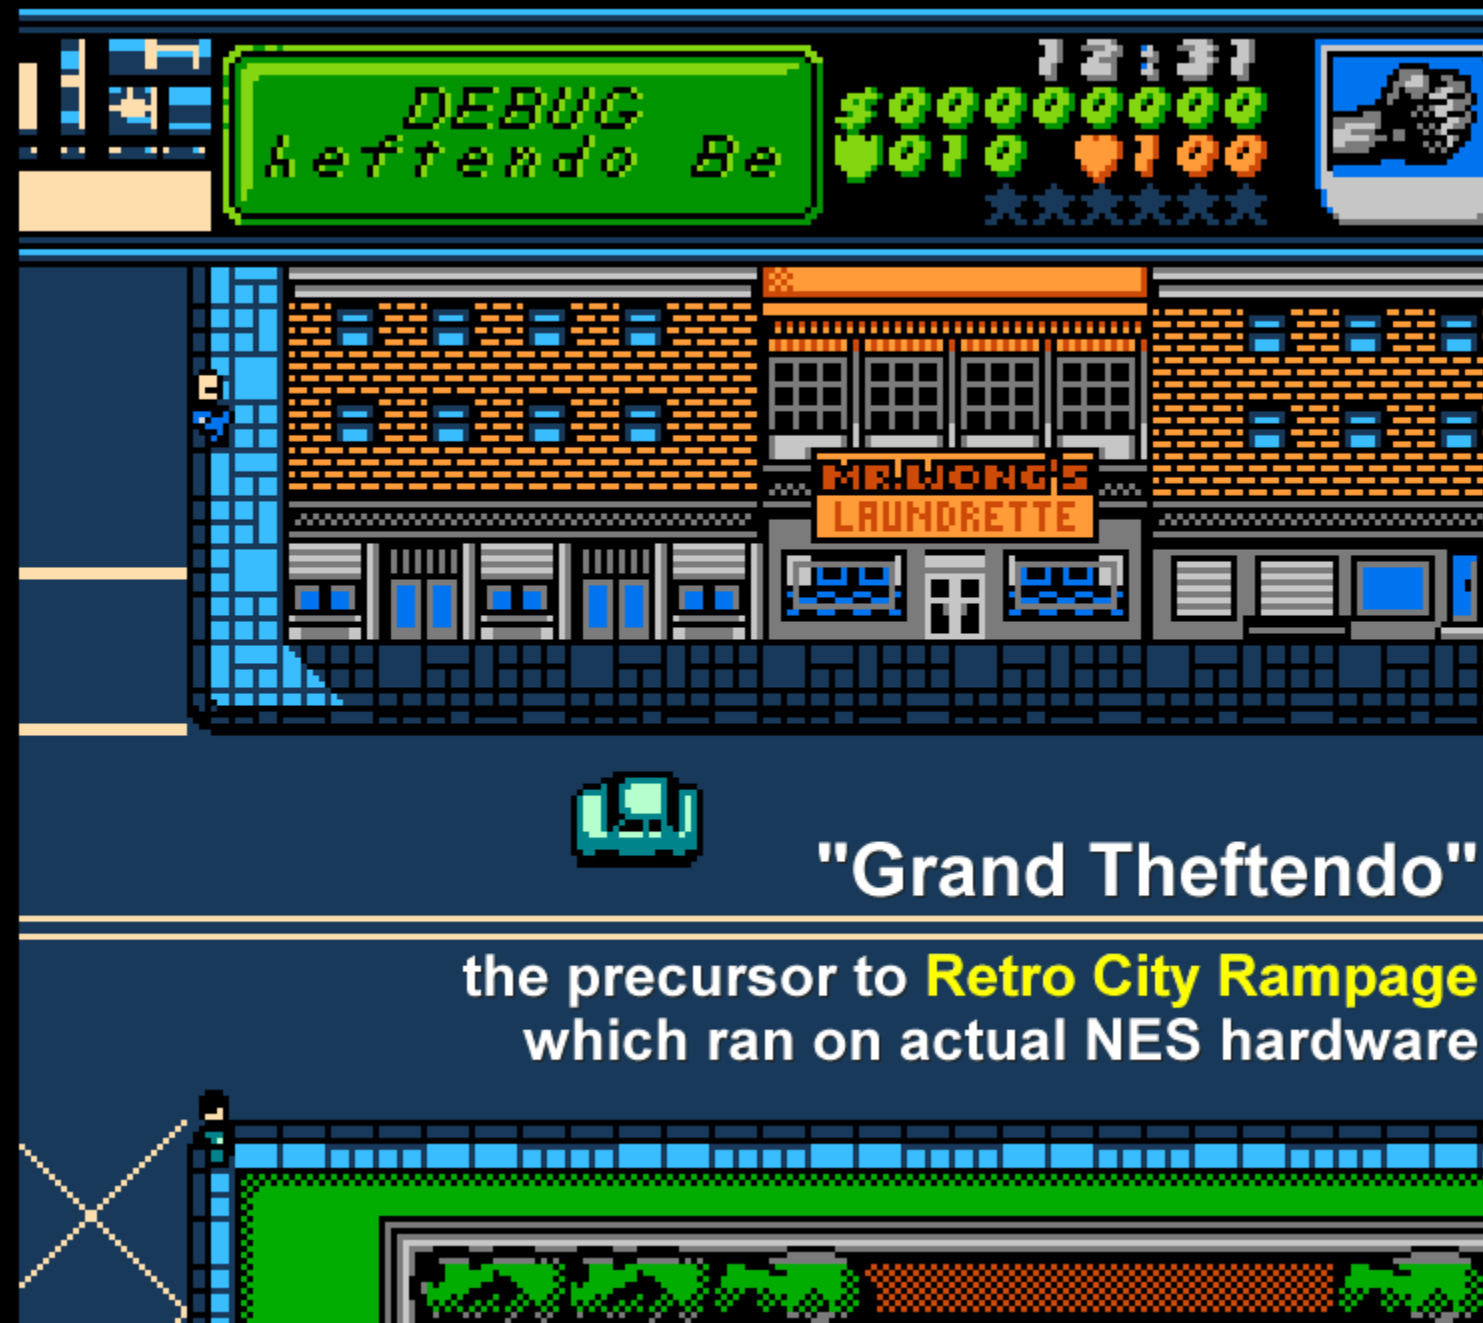 12:31
DEBUG
$00000000
heftendo Be
010 100
MR.WONG'S
LAUNDRETTE
"Grand Theftendo"
the precursor to Retro City Rampage
which ran on actual NES hardware